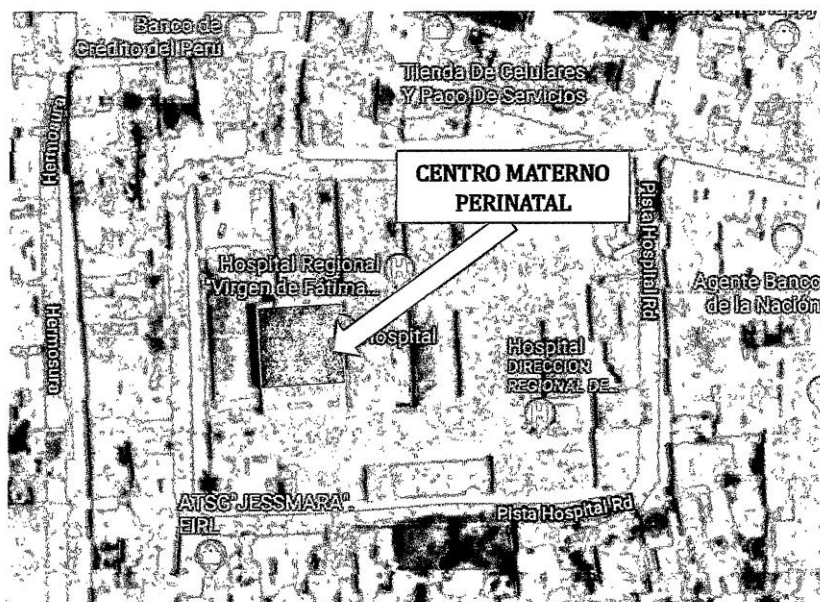 Banco de
Crédito del Perú
Tienda De Celulares
Y Pago De Servicios
Hermosura
CENTRO MATERNO
PERINATAL
Pista Hospital Rd
Hospital Regional
Virgen de Fátima...
Agente Banco
de la Nación
Hermosura
Hospital
Hospital
DIRECCION
REGIONAL DE...
ATSC"JESSMARA"
EIRL
Pista Hospital Rd